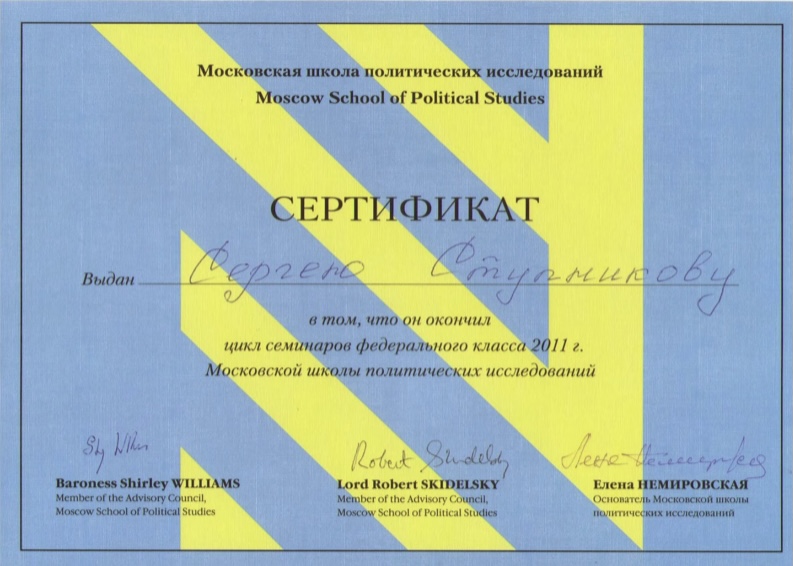 Московская школа политических исследований
Moscow School of Political Studies
СЕРТИФИКАТ
Выдан Сергею Ступникову
в том, что он окончил
цикл семинаров федерального класса 2011 г.
Московской школы политических исследований
Robert Skidelsky
Baroness Shirley WILLIAMS
Member of the Advisory Council,
Moscow School of Political Studies
Lord Robert SKIDELSKY
Member of the Advisory Council,
Moscow School of Political Studies
Елена НЕМИРОВСКАЯ
Основатель Московской школы
политических исследований